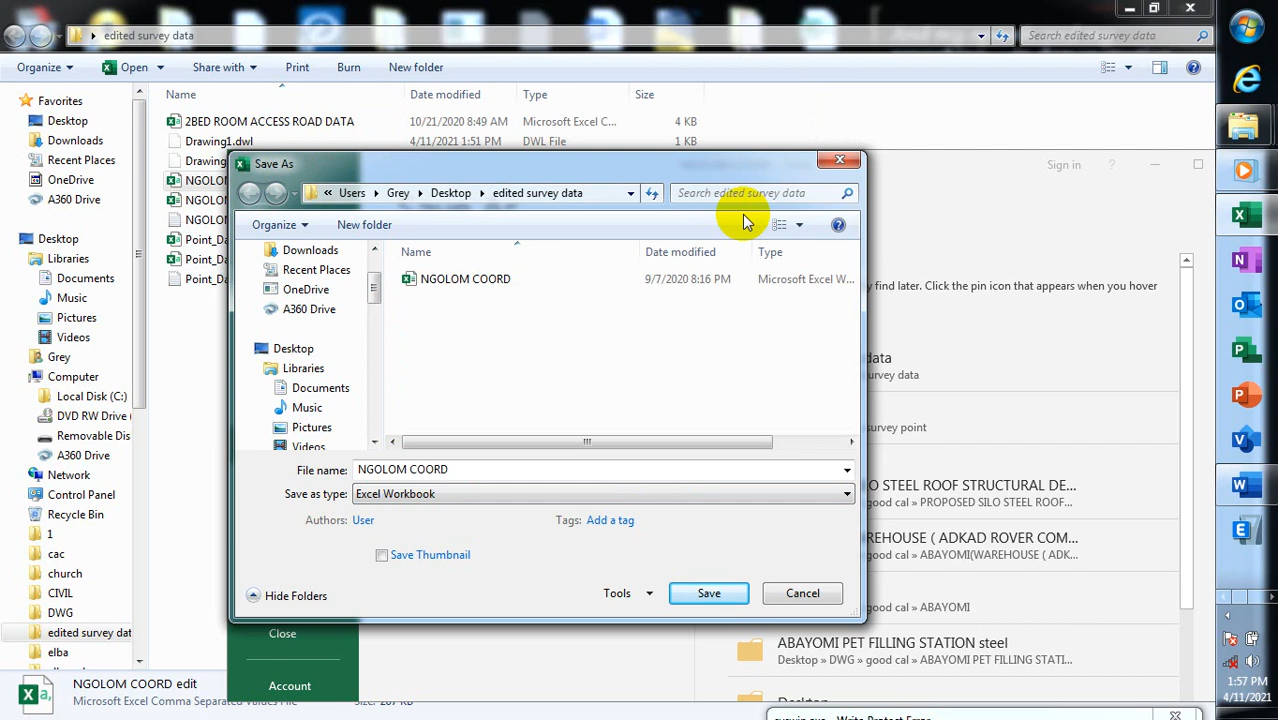 edited survey data
Search edited survey data
Organize
Open
Share with
Print
Burn
New folder
Favorites
Desktop
Downloads
Recent Places
OneDrive
A360 Drive
Desktop
Libraries
Documents
Music
Pictures
Videos
Grey
Computer
Local Disk (C:)
DVD RW Drive (
Removable Dis
A360 Drive
Network
Control Panel
Recycle Bin
1
cac
church
CIVIL
DWG
edited survey dat
elba
Name
Date modified
Type
Size
2BED ROOM ACCESS ROAD DATA
10/21/2020 8:49 AM
Microsoft Excel C...
4 KB
Drawing1.dwl
4/11/2021 1:51 PM
DWL File
1 KB
Drawing
NGOLOM
NGOLOM
NGOLOM
Point_Da
Point_Da
Point_Da
Save As
« Users
Grey
Desktop
edited survey data
Search edited survey data
Organize
New folder
Downloads
Recent Places
OneDrive
A360 Drive
Desktop
Libraries
Documents
Music
Pictures
Videos
Name
Date modified
Type
NGOLOM COORD
9/7/2020 8:16 PM
Microsoft Excel W...
File name: NGOLOM COORD
Save as type: Excel Workbook
Authors: User
Tags: Add a tag
Save Thumbnail
Hide Folders
Tools
Save
Cancel
Sign in
?
y find later. Click the pin icon that appears when you hover
data
urvey data
survey point
LO STEEL ROOF STRUCTURAL DE...
good cal » PROPOSED SILO STEEL ROOF...
REHOUSE ( ADKAD ROVER COM...
good cal » ABAYOMI(WAREHOUSE ( ADK...
good cal » ABAYOMI
ABAYOMI PET FILLING STATION steel
Desktop » DWG » good cal » ABAYOMI PET FILLING STATI...
Desktop
Close
Account
NGOLOM COORD edit
Microsoft Excel Comma Separated Values File
1:57 PM
4/11/2021